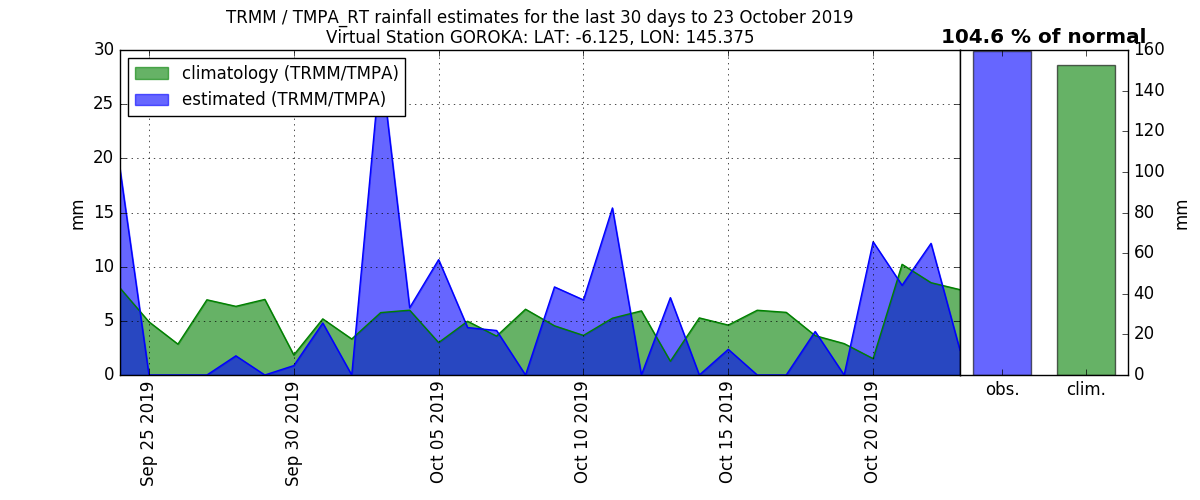 TRMM / TMPA_RT rainfall estimates for the last 30 days to 23 October 2019
Virtual Station GOROKA: LAT: -6.125, LON: 145.375
104.6 % of normal
climatology (TRMM/TMPA)
estimated (TRMM/TMPA)
mm
30
25
20
15
10
5
0
Sep 25 2019
Sep 30 2019
Oct 05 2019
Oct 10 2019
Oct 15 2019
Oct 20 2019
obs.
clim.
160
140
120
100
80
60
40
20
0
mm